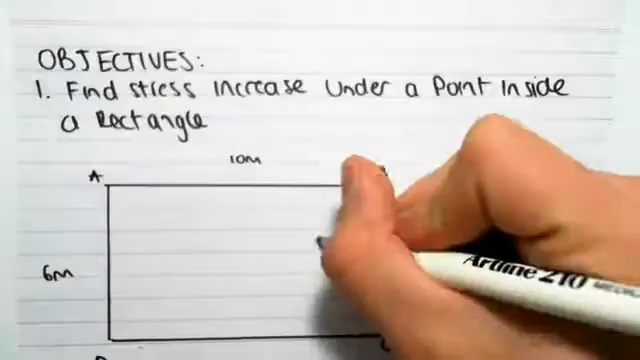 OBJECTIVES:
1. Find stress increase under a Point Inside
a Rectangle
10m
A
6m
Artline 210